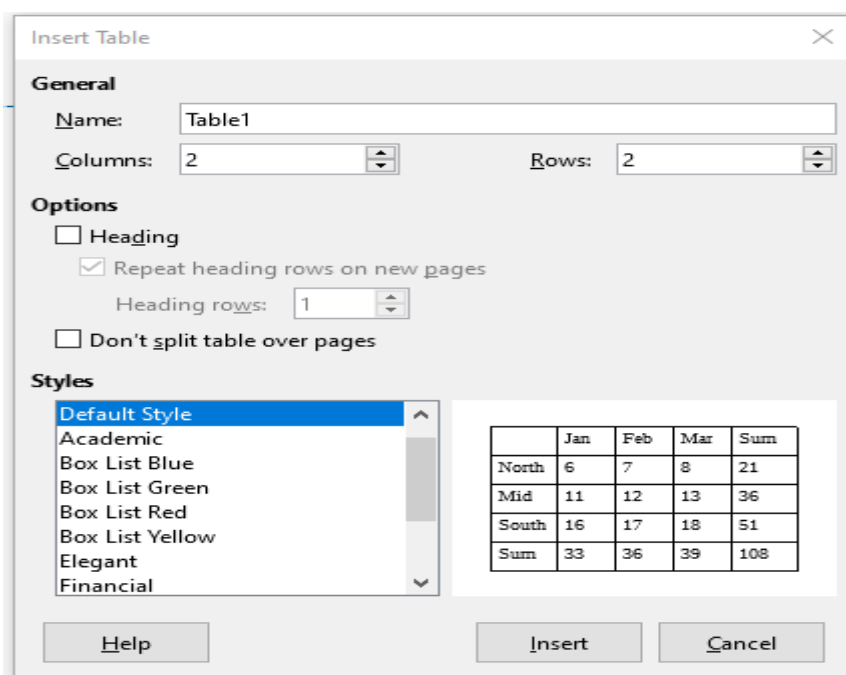 Insert Table
General
Name: Table1
Columns: 2 Rows: 2
Options
Heading
Repeat heading rows on new pages
Heading rows: 1
Don't split table over pages
Styles
Default Style
Academic
Box List Blue
Box List Green
Box List Red
Box List Yellow
Elegant
Financial
Jan Feb Mar Sum
North 6 7 8 21
Mid 11 12 13 36
South 16 17 18 51
Sum 33 36 39 108
Help Insert Cancel